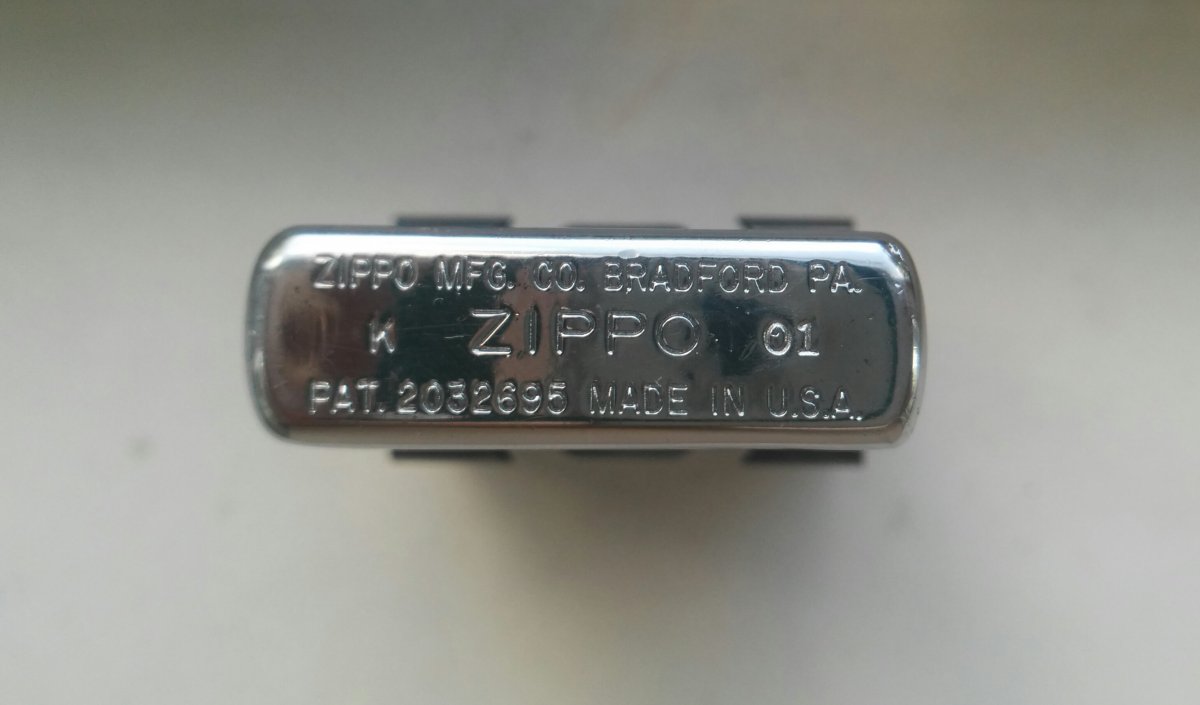 ZIPPO MFG. CO. BRADFORD PA.
K ZIPPO 01
PAT. 2032695 MADE IN U.S.A.